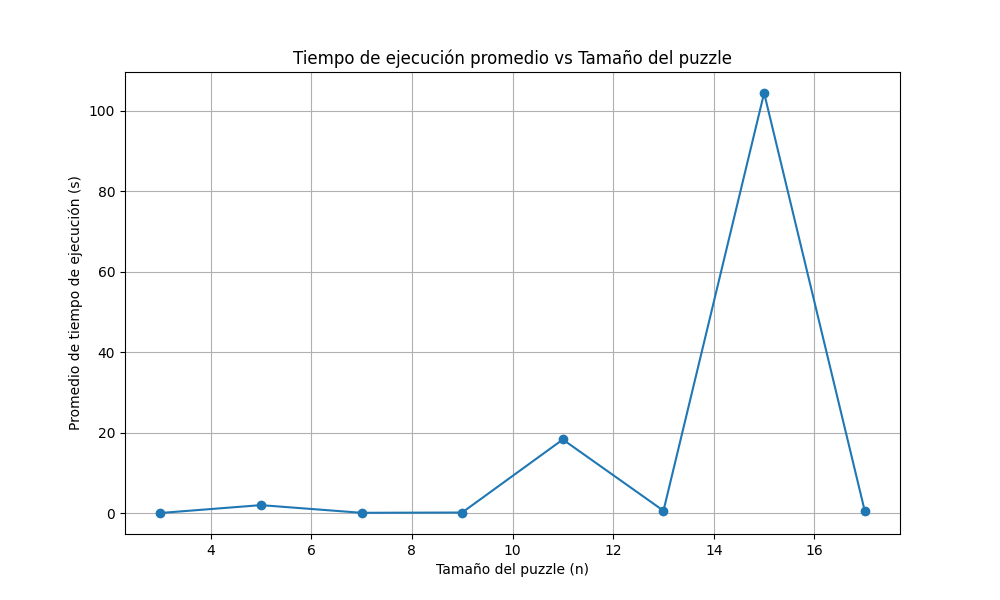 Tiempo de ejecución promedio vs Tamaño del puzzle
Promedio de tiempo de ejecución (s)
100
80
60
40
20
0
4 6 8 10 12 14 16
Tamaño del puzzle (n)